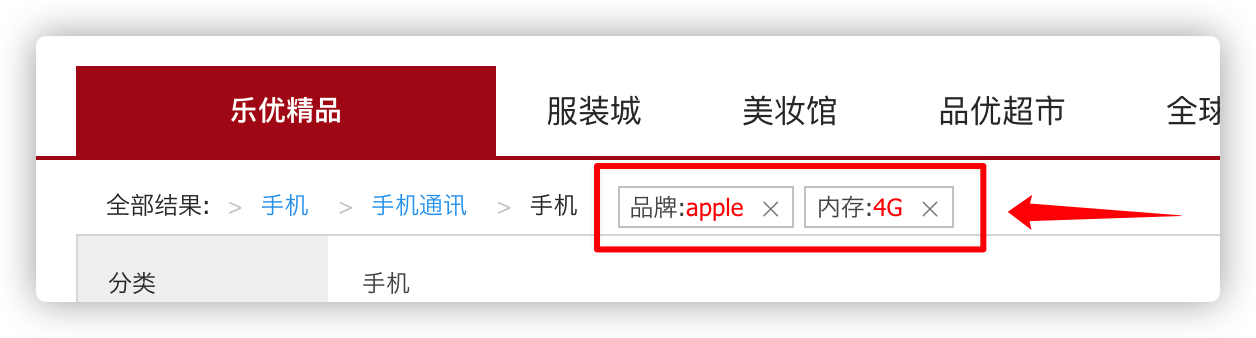 乐优精品 服装城 美妆馆 品优超市 全球
全部结果: > 手机 > 手机通讯 > 手机 品牌:apple × 内存:4G ×
分类 手机